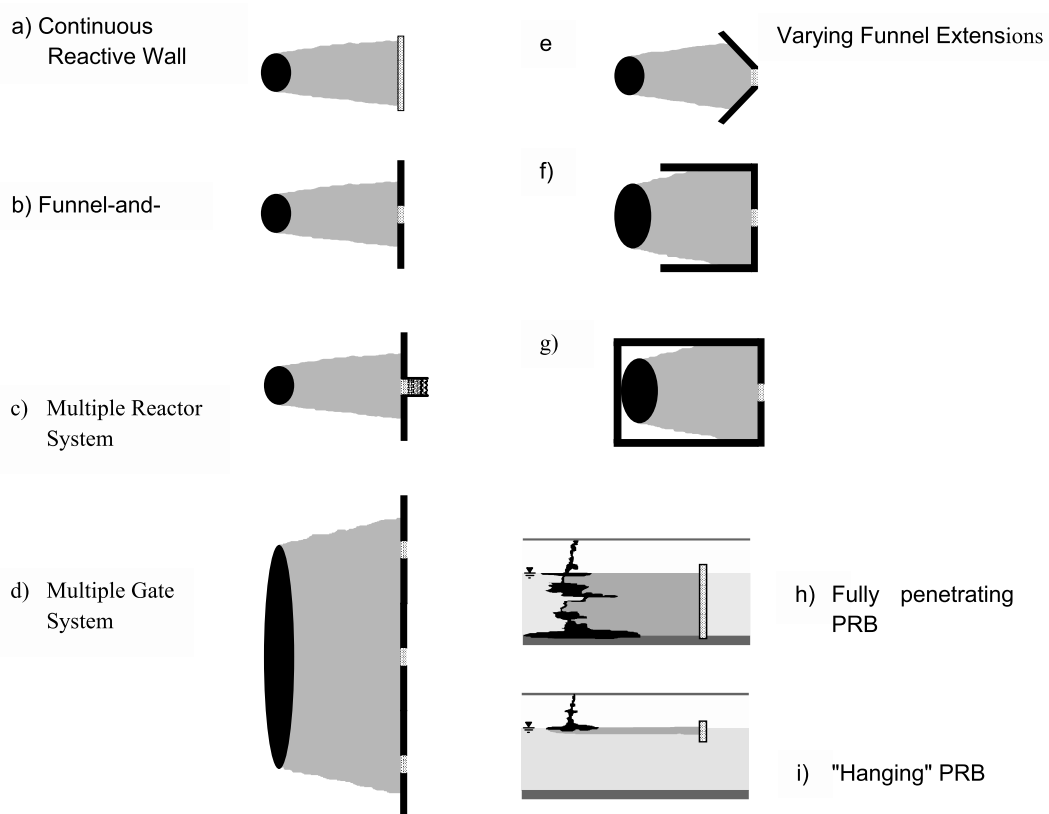 a) Continuous
Reactive Wall
b) Funnel-and-
c) Multiple Reactor
System
d) Multiple Gate
System
e
Varying Funnel Extensions
f)
g)
h) Fully penetrating
PRB
i) "Hanging" PRB